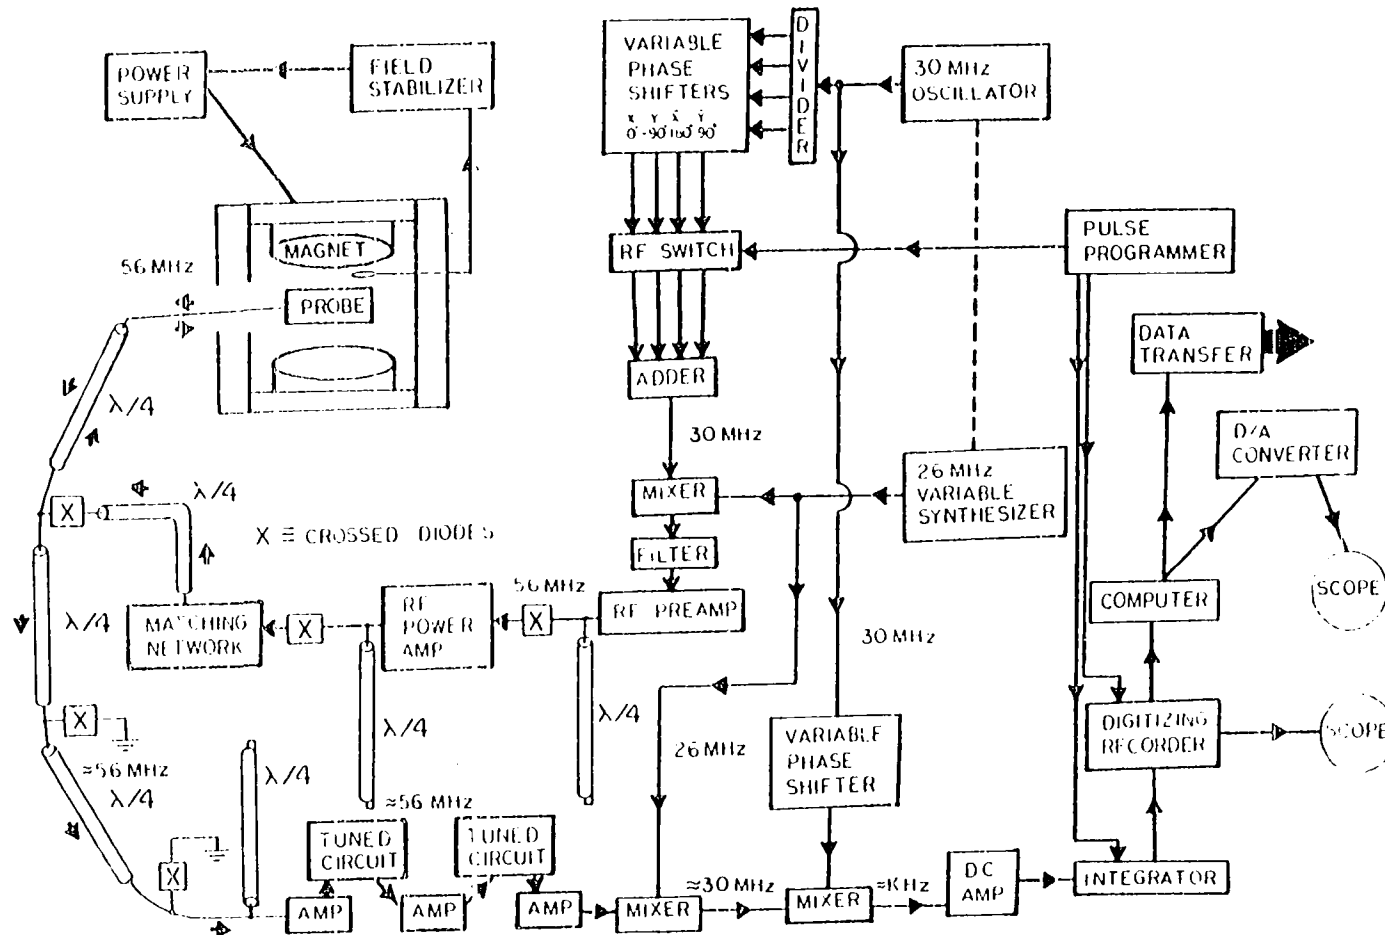 POWER
SUPPLY
FIELD
STABILIZER
VARIABLE
PHASE
SHIFTERS
0° -90° 180° 90°
DIVIDER
30 MHz
OSCILLATOR
MAGNET
PROBE
56 MHz
RF SWITCH
PULSE
PROGRAMMER
ADDER
DATA
TRANSFER
λ/4
30 MHz
D/A
CONVERTER
MIXER
26 MHz
VARIABLE
SYNTHESIZER
λ/4
X
X ≡ CROSSED DIODES
FILTER
SCOPE
COMPUTER
56 MHz
RF PREAMP
X
RF
POWER
AMP
X
MATCHING
NETWORK
λ/4
30 MHz
X
λ/4
λ/4
λ/4
26 MHz
VARIABLE
PHASE
SHIFTER
DIGITIZING
RECORDER
SCOPE
≈56 MHz
λ/4
≈56 MHz
TUNED
CIRCUIT
TUNED
CIRCUIT
X
AMP
AMP
AMP
MIXER
≈30 MHz
MIXER
≈KHz
DC
AMP
INTEGRATOR